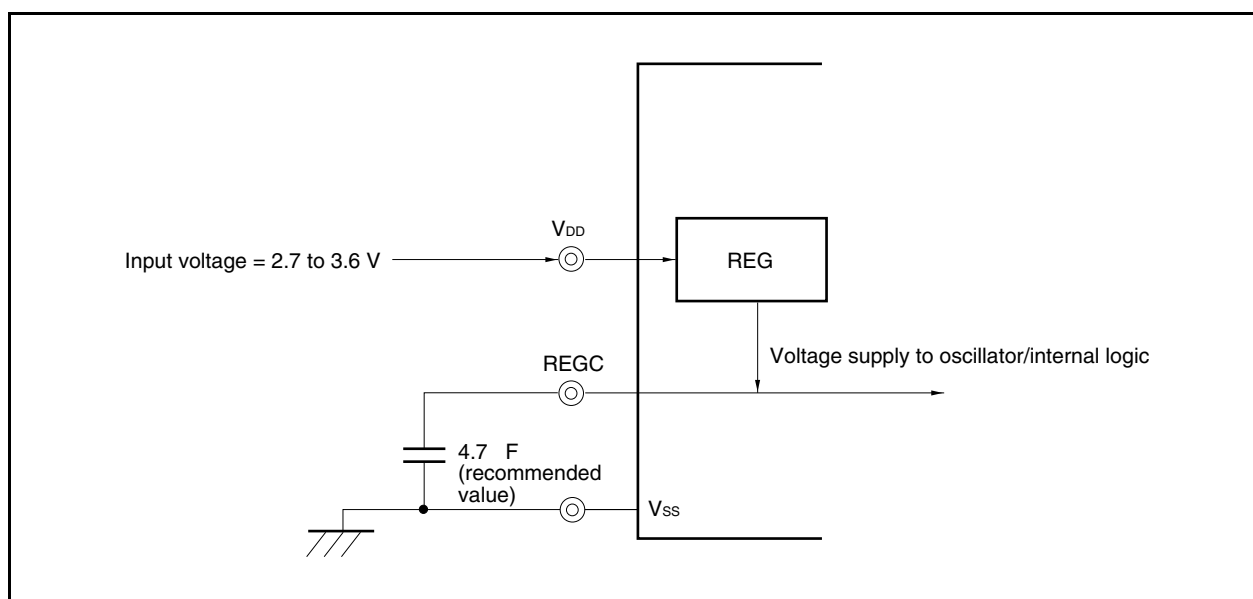 VDD
Input voltage = 2.7 to 3.6 V
REG
Voltage supply to oscillator/internal logic
REGC
4.7 F
(recommended
value)
VSS